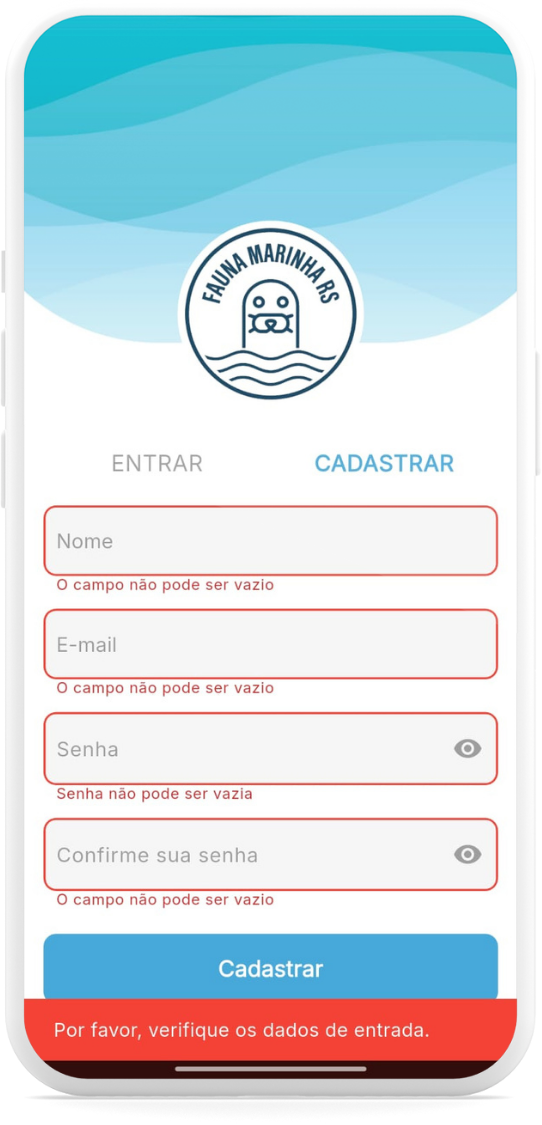 FAUNA MARINHA RS
ENTRAR
CADASTRAR
Nome
O campo não pode ser vazio
E-mail
O campo não pode ser vazio
Senha
Senha não pode ser vazia
Confirme sua senha
O campo não pode ser vazio
Cadastrar
Por favor, verifique os dados de entrada.